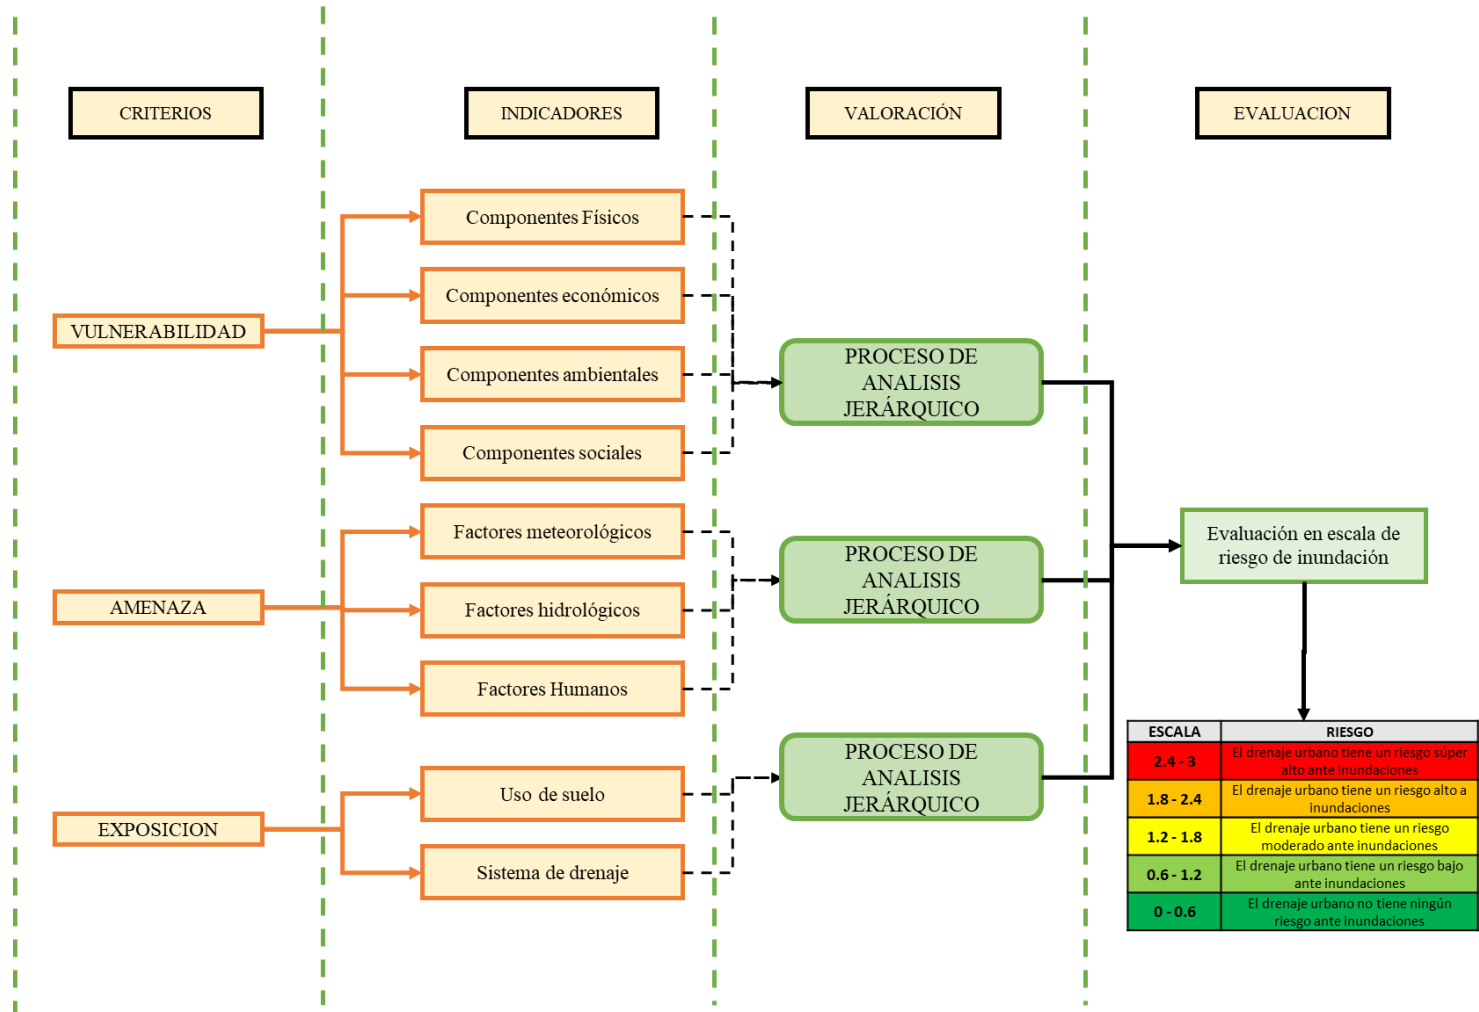 CRITERIOS
INDICADORES
VALORACIÓN
EVALUACION
VULNERABILIDAD
Componentes Físicos
Componentes económicos
Componentes ambientales
Componentes sociales
PROCESO DE
ANALISIS
JERÁRQUICO
AMENAZA
Factores meteorológicos
Factores hidrológicos
Factores Humanos
PROCESO DE
ANALISIS
JERÁRQUICO
EXPOSICION
Uso de suelo
Sistema de drenaje
PROCESO DE
ANALISIS
JERÁRQUICO
Evaluación en escala de
riesgo de inundación
ESCALA RIESGO
2.4 - 3 El drenaje urbano tiene un riesgo súper
alto ante inundaciones
1.8 - 2.4 El drenaje urbano tiene un riesgo alto a
inundaciones
1.2 - 1.8 El drenaje urbano tiene un riesgo
moderado ante inundaciones
0.6 - 1.2 El drenaje urbano tiene un riesgo bajo
ante inundaciones
0 - 0.6 El drenaje urbano no tiene ningún
riesgo ante inundaciones